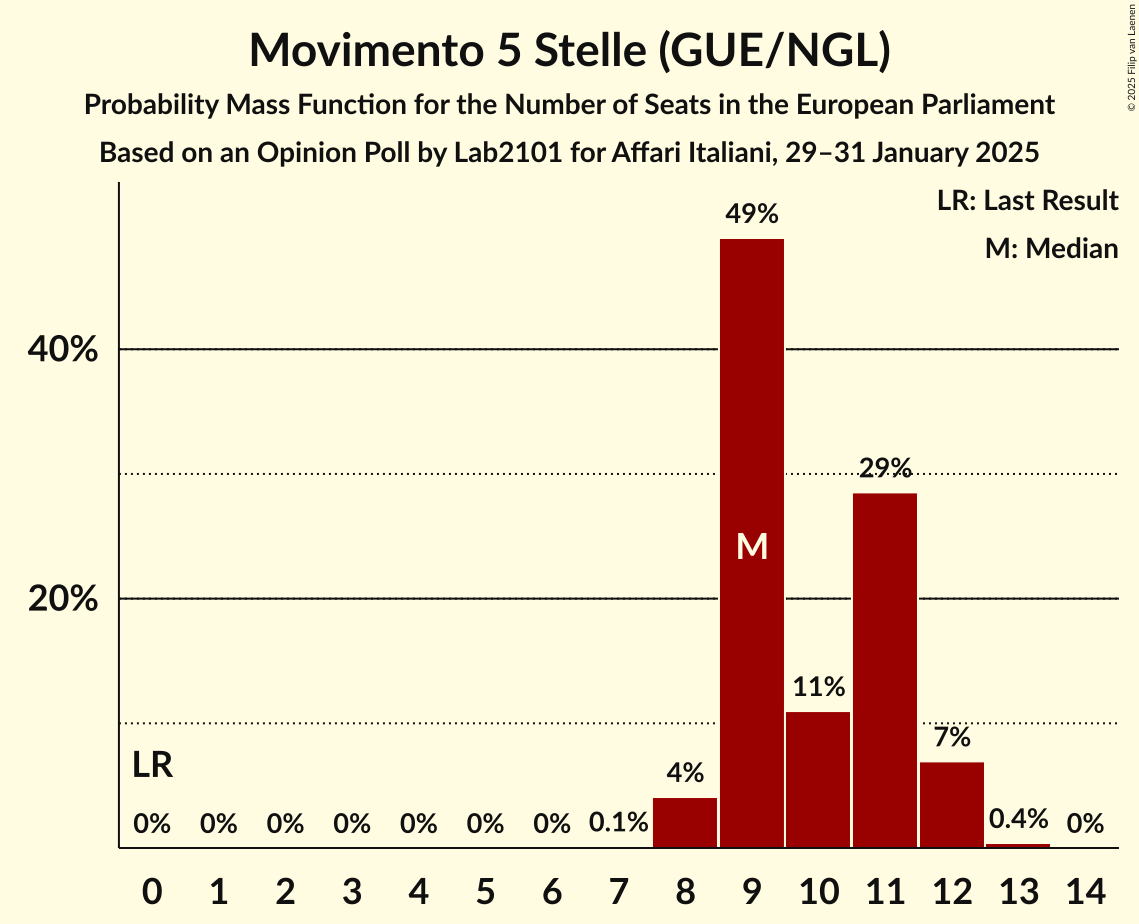 Movimento 5 Stelle (GUE/NGL)
Probability Mass Function for the Number of Seats in the European Parliament
Based on an Opinion Poll by Lab2101 for Affari Italiani, 29–31 January 2025
© 2025 Filip van Laenen
LR: Last Result
M: Median
40%
20%
LR
M
0% 0% 0% 0% 0% 0% 0% 0.1% 4% 49% 11% 29% 7% 0.4% 0%
0 1 2 3 4 5 6 7 8 9 10 11 12 13 14